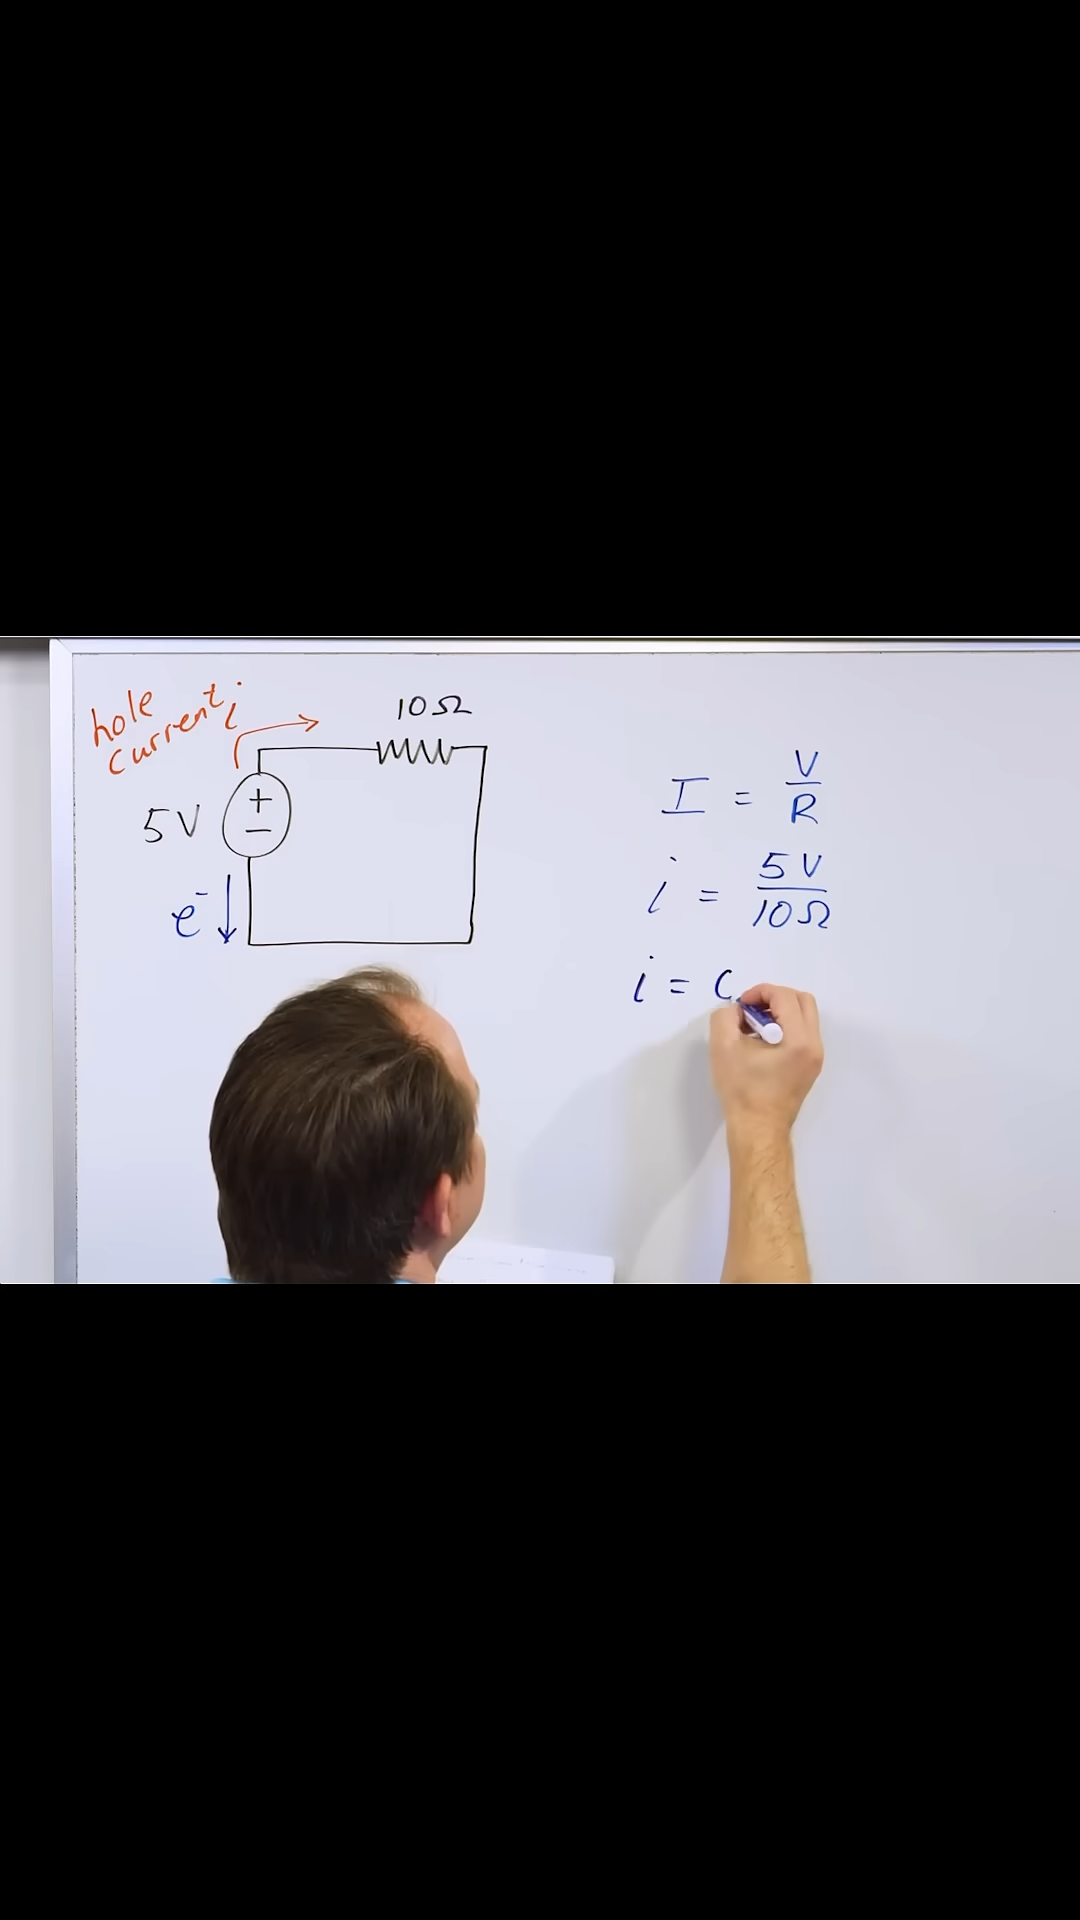 hole
current i
10Ω
5V
+
−
e⁻
I = V/R
i = 5V/10Ω
i =